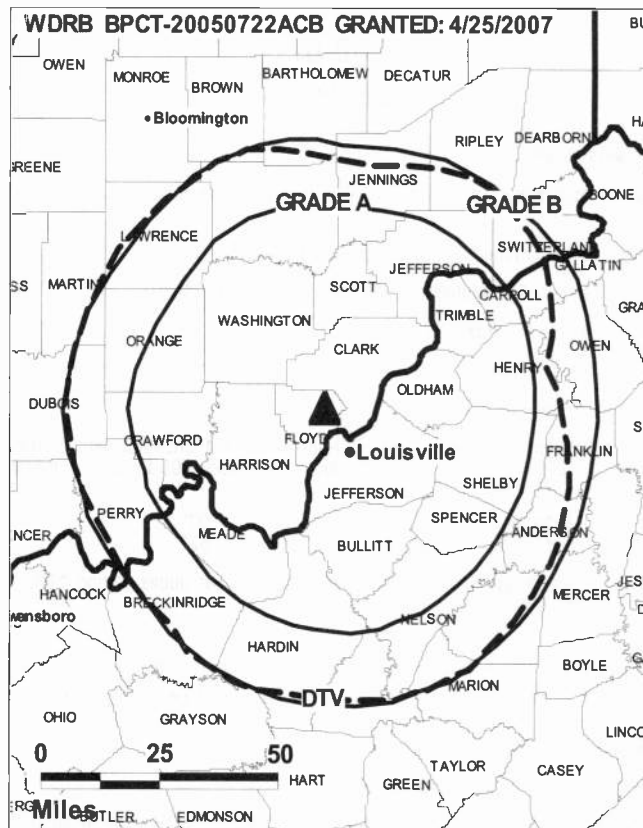 WDRB BPCT-20050722ACB GRANTED: 4/25/2007
OWEN
MONROE
BROWN
BARTHOLOMEW
DECATUR
Bloomington
RIPLEY
DEARBORN
GREENE
BOONE
JENNINGS
GRADE A
GRADE B
LAWRENCE
SWITZERLAND
GALLATIN
MARTIN
JEFFERSON
SCOTT
CARROLL
TRIMBLE
WASHINGTON
CLARK
ORANGE
HENRY
OWEN
OLDHAM
DUBOIS
FLOYD
Louisville
CRAWFORD
FRANKLIN
HARRISON
JEFFERSON
SHELBY
PERRY
SPENCER
MEADE
ANDERSON
BULLITT
HANCOCK
BRECKINRIDGE
MERCER
wensboro
NELSON
HARDIN
BOYLE
MARION
DTV
OHIO
GRAYSON
0 25 50
TAYLOR
CASEY
HART
GREEN
Miles
BUTLER
EDMONSON